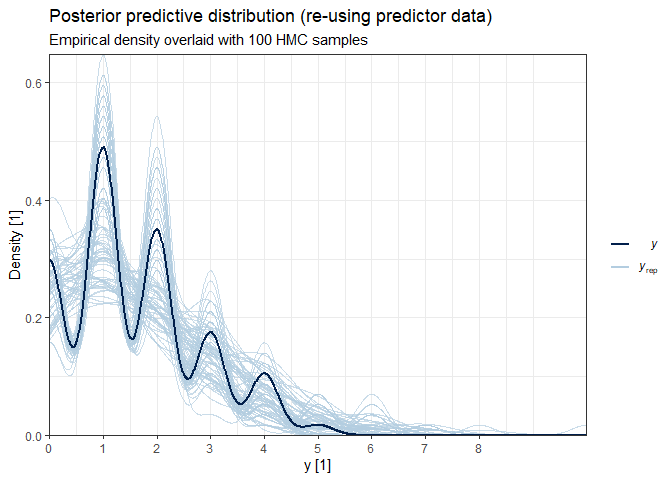 Posterior predictive distribution (re-using predictor data)
Empirical density overlaid with 100 HMC samples
0.6
0.4
0.2
0.0
Density [1]
0 1 2 3 4 5 6 7 8
y [1]
y
y rep